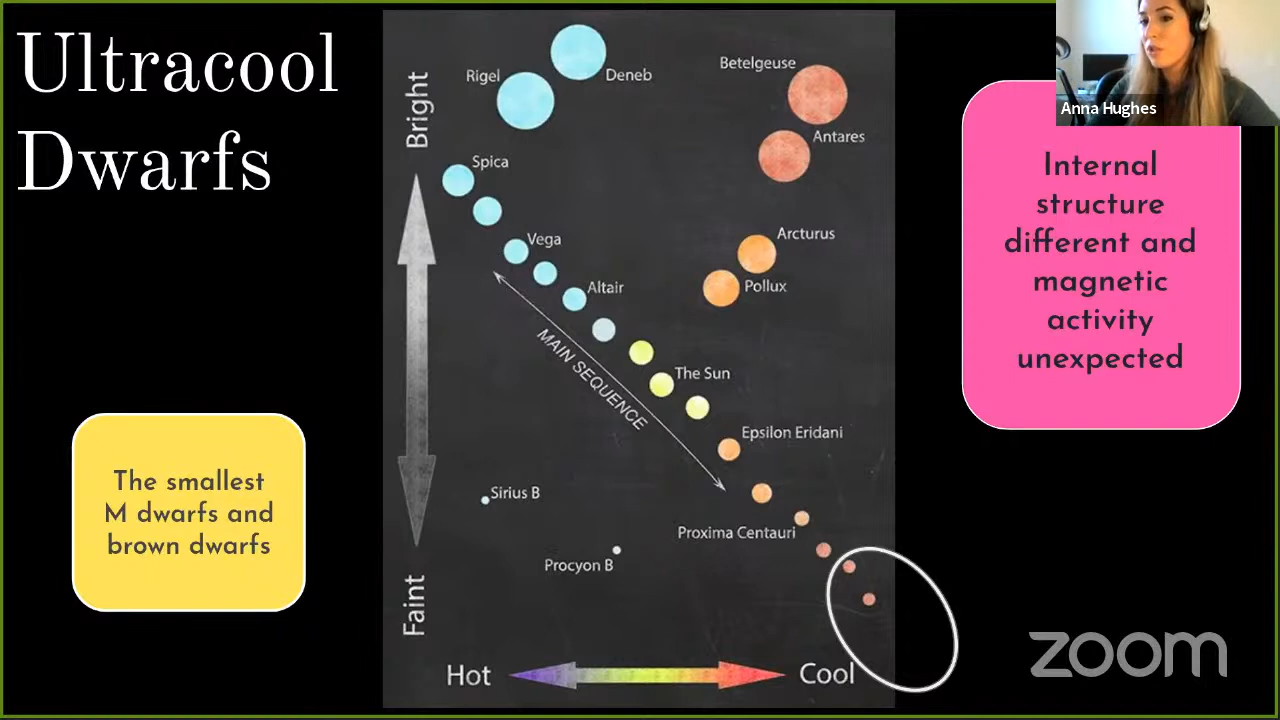 Ultracool
Dwarfs
Bright
Rigel
Deneb
Betelgeuse
Antares
Spica
Vega
Altair
Arcturus
Pollux
MAIN SEQUENCE
The Sun
Epsilon Eridani
Sirius B
Proxima Centauri
Procyon B
Faint
Hot
Cool
The smallest
M dwarfs and
brown dwarfs
Anna Hughes
Internal
structure
different and
magnetic
activity
unexpected
zoom